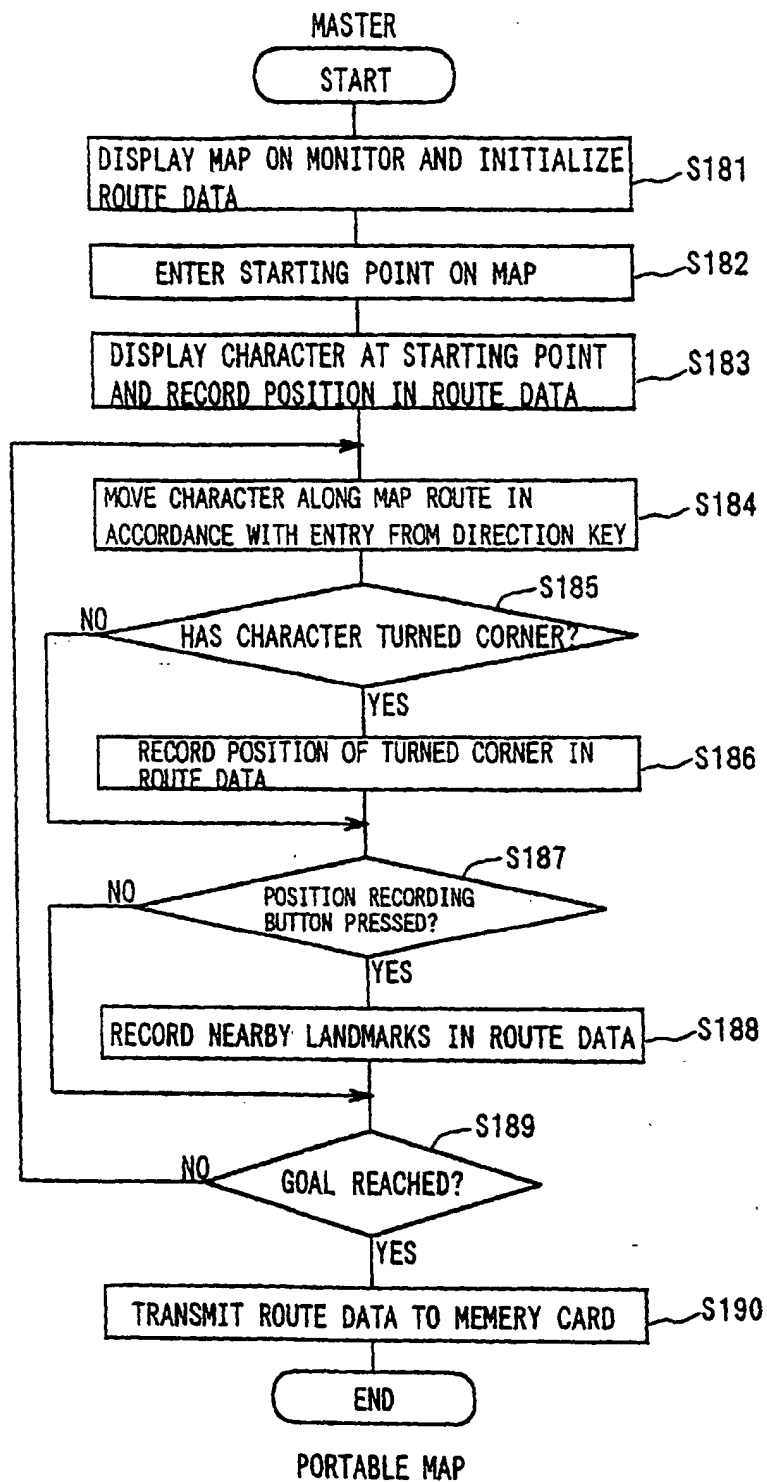 MASTER
START
DISPLAY MAP ON MONITOR AND INITIALIZE
ROUTE DATA
S181
ENTER STARTING POINT ON MAP
S182
DISPLAY CHARACTER AT STARTING POINT
AND RECORD POSITION IN ROUTE DATA
S183
MOVE CHARACTER ALONG MAP ROUTE IN
ACCORDANCE WITH ENTRY FROM DIRECTION KEY
S184
S185
NO
HAS CHARACTER TURNED CORNER?
YES
RECORD POSITION OF TURNED CORNER IN
ROUTE DATA
S186
S187
NO
POSITION RECORDING
BUTTON PRESSED?
YES
RECORD NEARBY LANDMARKS IN ROUTE DATA
S188
S189
NO
GOAL REACHED?
YES
TRANSMIT ROUTE DATA TO MEMERY CARD
S190
END
PORTABLE MAP